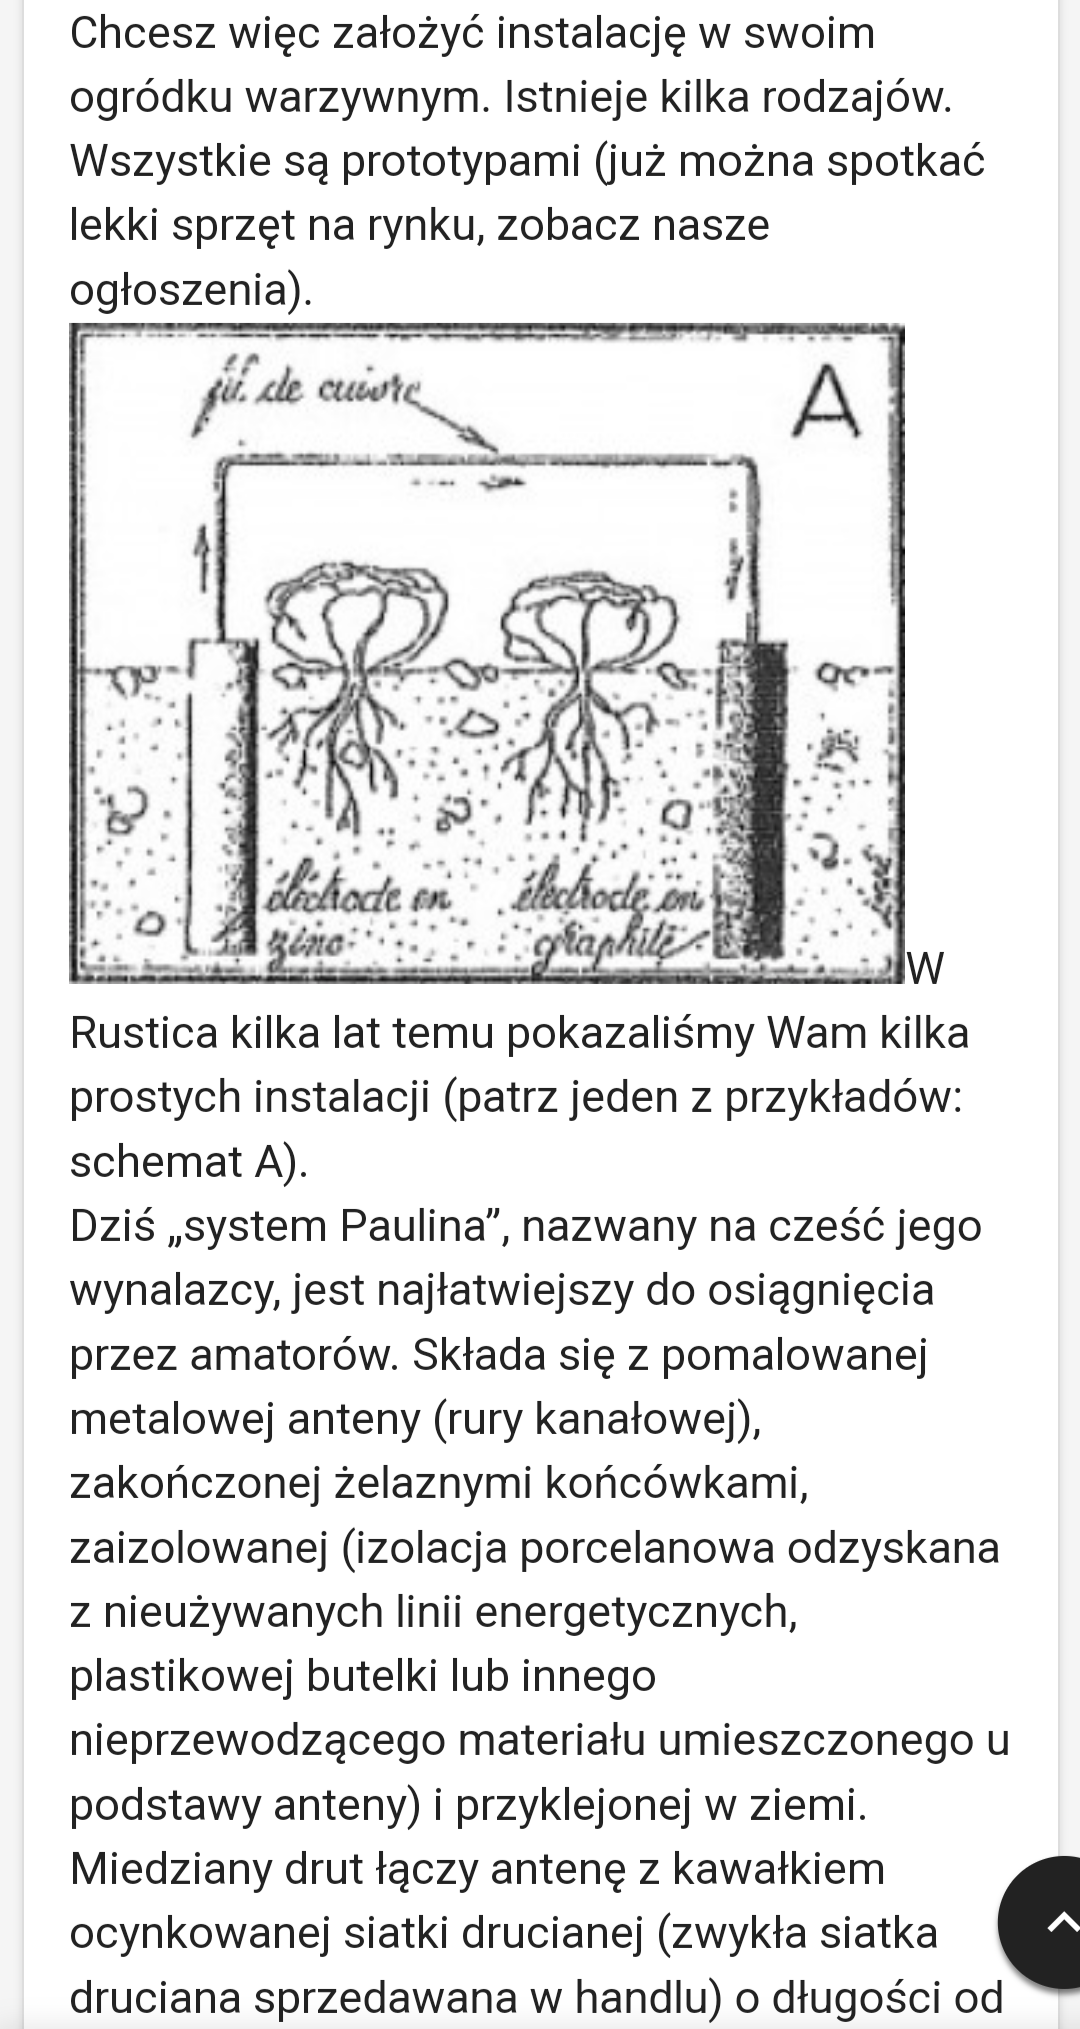 Chcesz więc założyć instalację w swoim
ogródku warzywnym. Istnieje kilka rodzajów.
Wszystkie są prototypami (już można spotkać
lekki sprzęt na rynku, zobacz nasze
ogłoszenia).
fil de cuivre
A
électrode en
zinc
électrode en
graphite
W
Rustica kilka lat temu pokazaliśmy Wam kilka
prostych instalacji (patrz jeden z przykładów:
schemat A).
Dziś „system Paulina”, nazwany na cześć jego
wynalazcy, jest najłatwiejszy do osiągnięcia
przez amatorów. Składa się z pomalowanej
metalowej anteny (rury kanałowej),
zakończonej żelaznymi końcówkami,
zaizolowanej (izolacja porcelanowa odzyskana
z nieużywanych linii energetycznych,
plastikowej butelki lub innego
nieprzewodzącego materiału umieszczonego u
podstawy anteny) i przyklejonej w ziemi.
Miedziany drut łączy antenę z kawałkiem
ocynkowanej siatki drucianej (zwykła siatka
druciana sprzedawana w handlu) o długości od